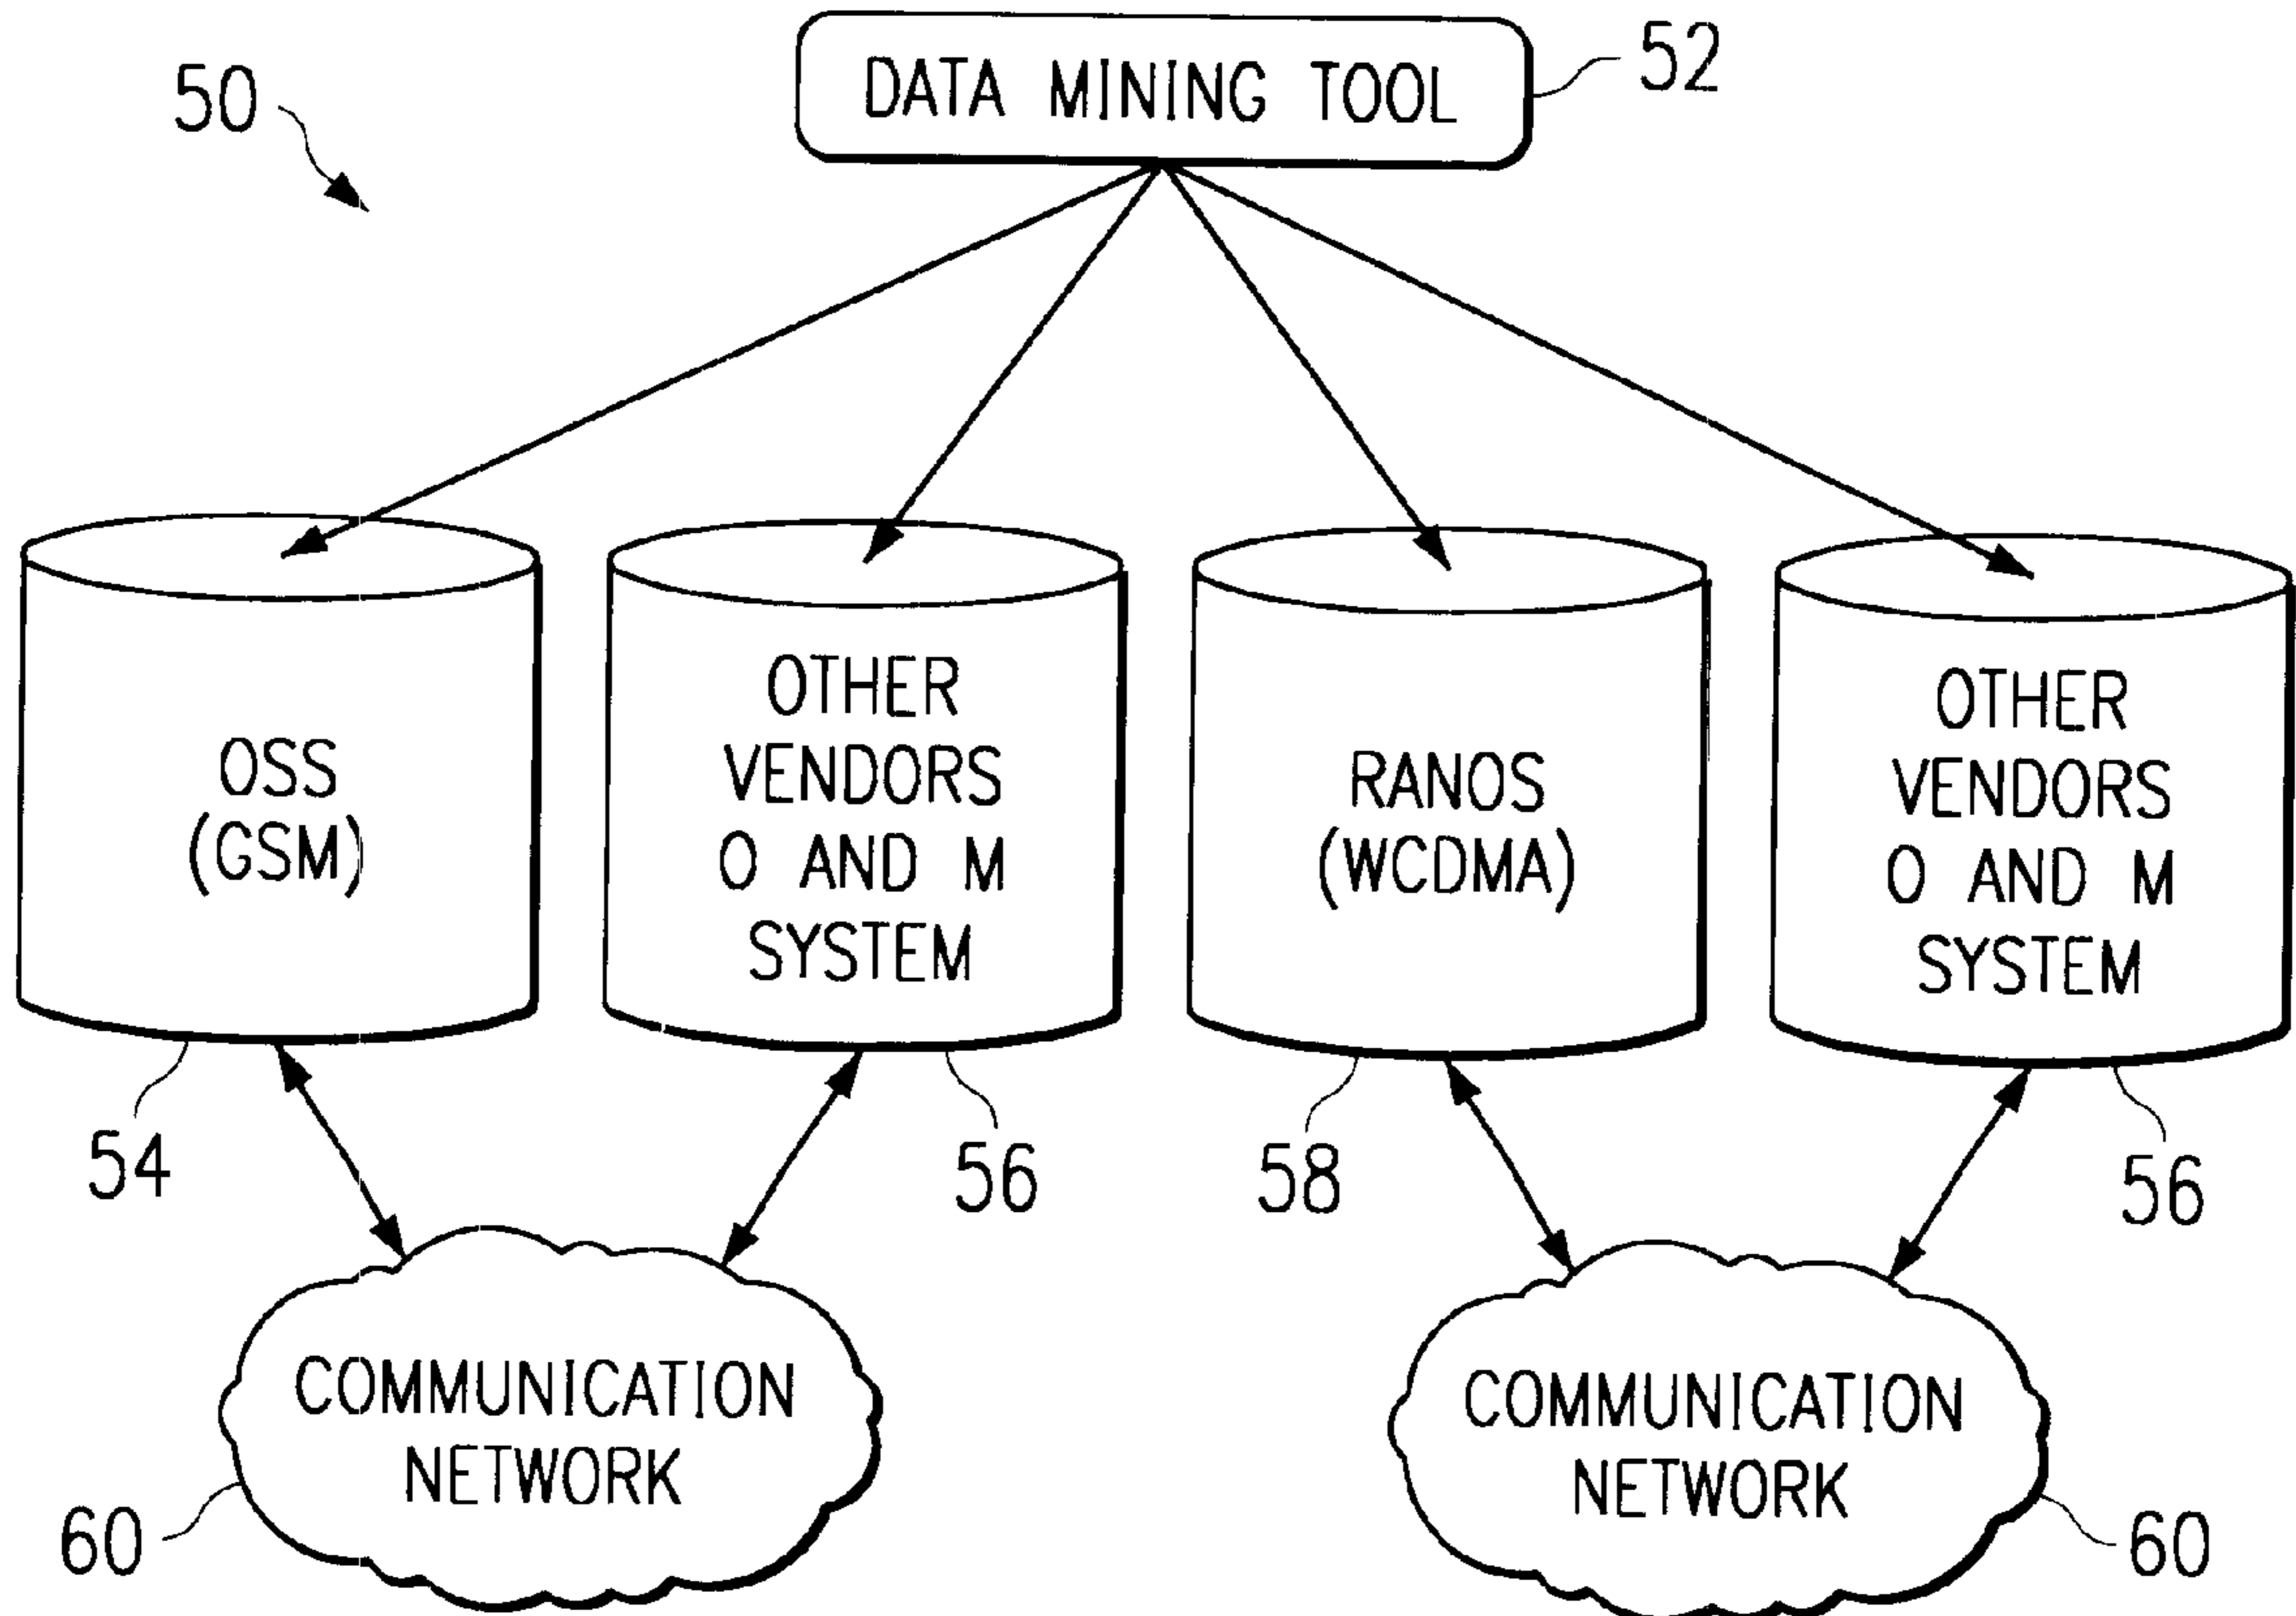 50
DATA MINING TOOL
52
OSS
(GSM)
OTHER
VENDORS
O AND M
SYSTEM
RANOS
(WCDMA)
OTHER
VENDORS
O AND M
SYSTEM
54
56
58
56
COMMUNICATION
NETWORK
COMMUNICATION
NETWORK
60
60